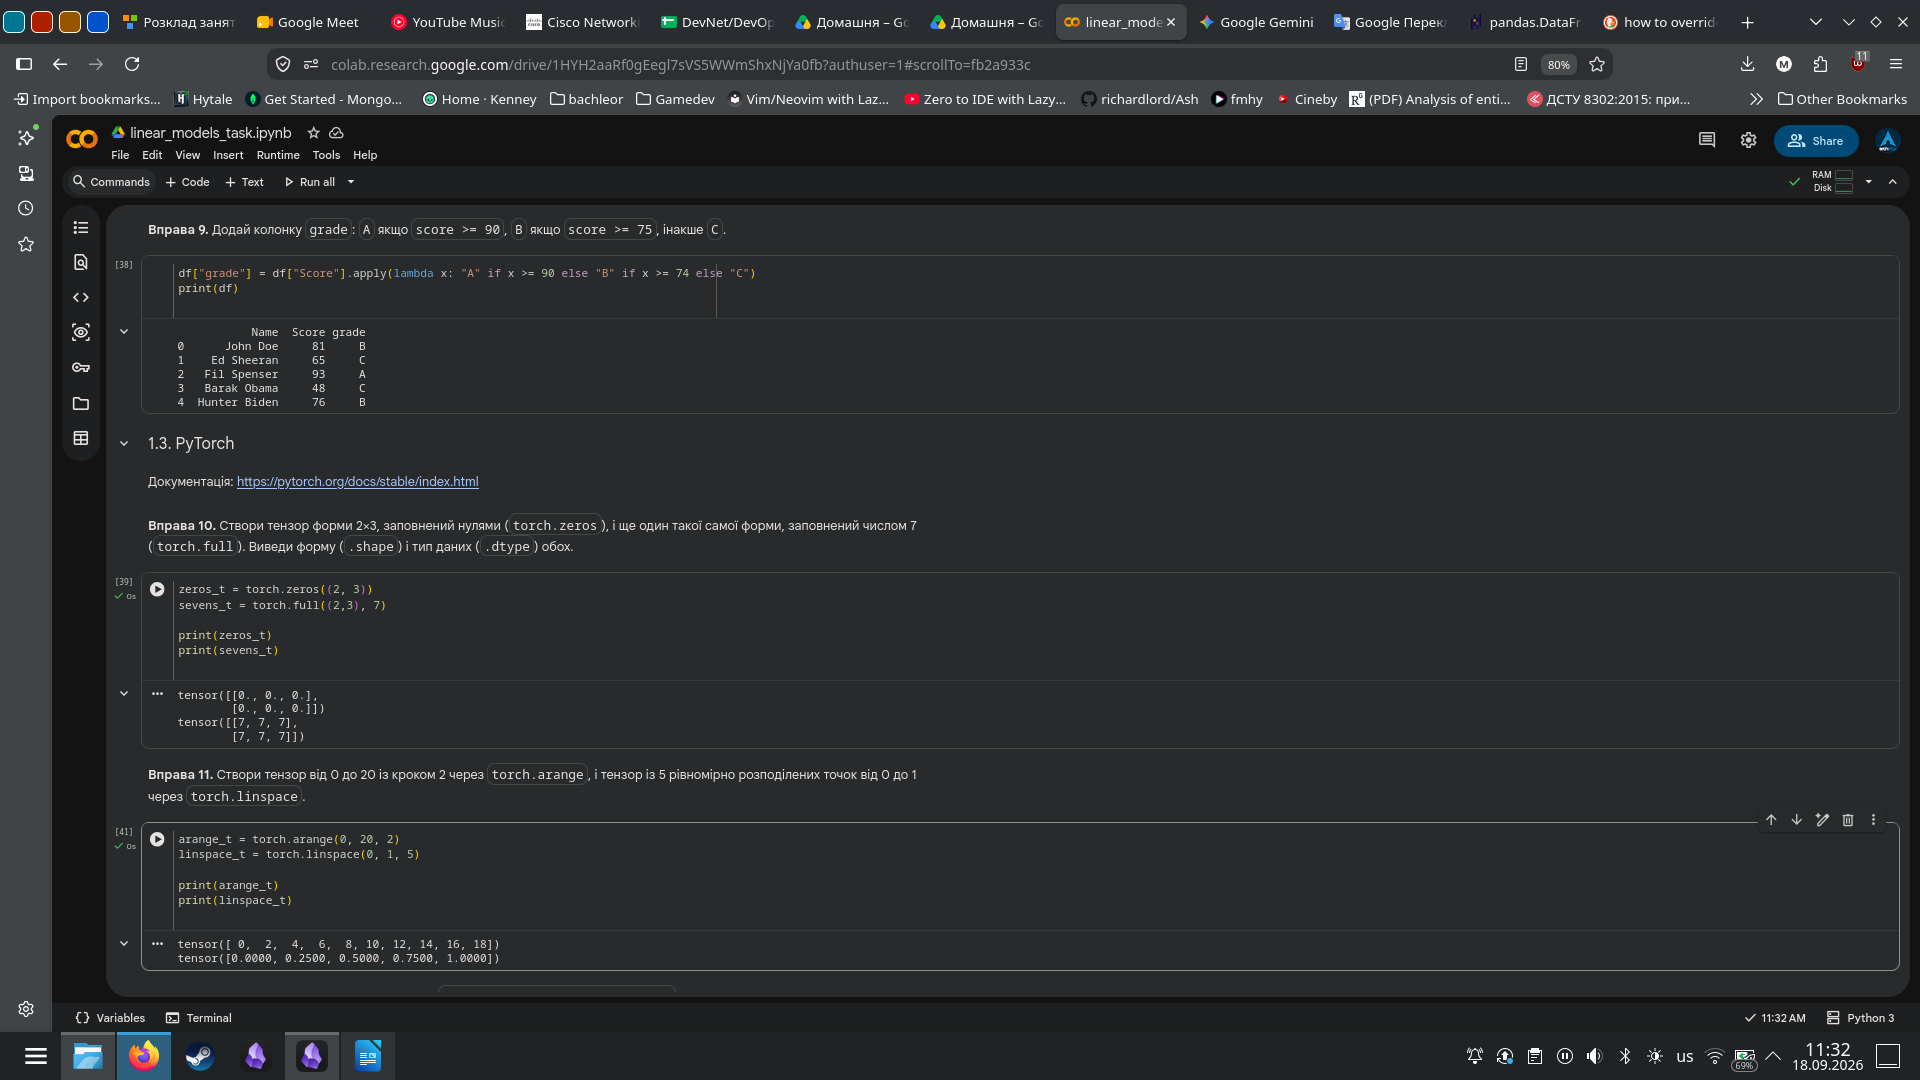 Розклад занят
Google Meet
YouTube Music
Cisco Networki
DevNet/DevOp
Домашня – Go
Домашня – Go
linear_mode
Google Gemini
Google Перекл
pandas.DataFr
how to overrid
colab.research.google.com/drive/1HYH2aaRf0gEegl7sVS5WWmShxNjYa0fb?authuser=1#scrollTo=fb2a933c
80%
11
Import bookmarks...
Hytale
Get Started - Mongo...
Home · Kenney
bachleor
Gamedev
Vim/Neovim with Laz...
Zero to IDE with Lazy...
richardlord/Ash
fmhy
Cineby
(PDF) Analysis of enti...
ДСТУ 8302:2015: при...
Other Bookmarks
linear_models_task.ipynb
File Edit View Insert Runtime Tools Help
Share
Commands + Code + Text Run all
RAM
Disk
Вправа 9. Додай колонку grade: A якщо score >= 90, B якщо score >= 75, інакше C.
[38]
df["grade"] = df["Score"].apply(lambda x: "A" if x >= 90 else "B" if x >= 74 else "C")
print(df)
Name Score grade
0 John Doe 81 B
1 Ed Sheeran 65 C
2 Fil Spenser 93 A
3 Barak Obama 48 C
4 Hunter Biden 76 B
1.3. PyTorch
Документація: https://pytorch.org/docs/stable/index.html
Вправа 10. Створи тензор форми 2×3, заповнений нулями (torch.zeros), і ще один такої самої форми, заповнений числом 7
(torch.full). Виведи форму (.shape) і тип даних (.dtype) обох.
[39]
0s
zeros_t = torch.zeros((2, 3))
sevens_t = torch.full((2,3), 7)
print(zeros_t)
print(sevens_t)
tensor([[0., 0., 0.],
[0., 0., 0.]])
tensor([[7, 7, 7],
[7, 7, 7]])
Вправа 11. Створи тензор від 0 до 20 із кроком 2 через torch.arange, і тензор із 5 рівномірно розподілених точок від 0 до 1
через torch.linspace.
[41]
0s
arange_t = torch.arange(0, 20, 2)
linspace_t = torch.linspace(0, 1, 5)
print(arange_t)
print(linspace_t)
tensor([ 0, 2, 4, 6, 8, 10, 12, 14, 16, 18])
tensor([0.0000, 0.2500, 0.5000, 0.7500, 1.0000])
Variables
Terminal
11:32 AM
Python 3
us
69%
11:32
18.09.2026